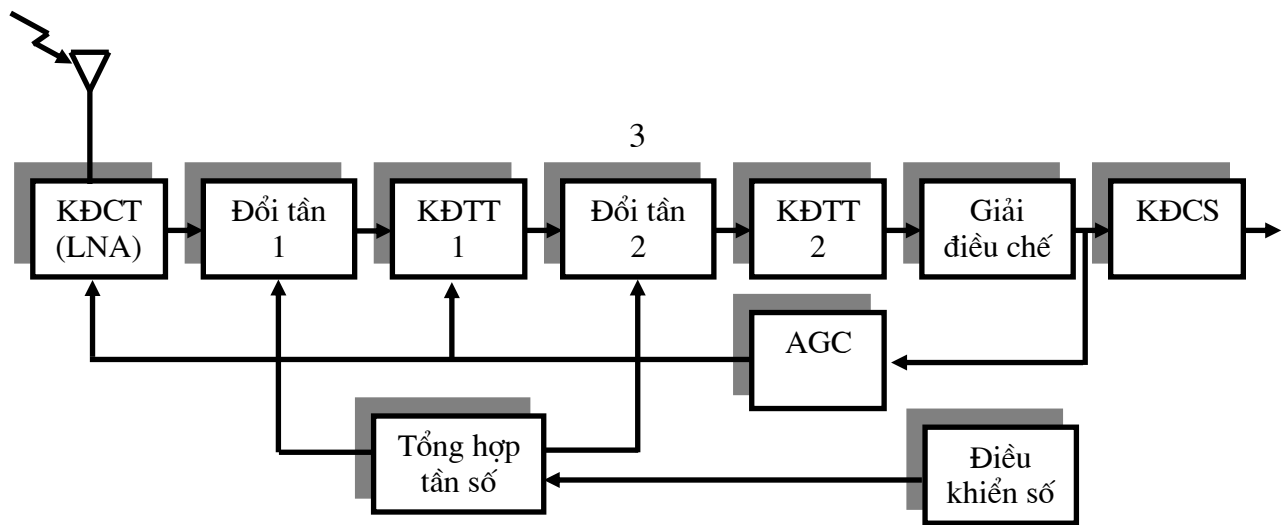 3
KĐCT
(LNA)
Đổi tần
1
KĐTT
1
Đổi tần
2
KĐTT
2
Giải
điều chế
KĐCS
AGC
Tổng hợp
tần số
Điều
khiển số